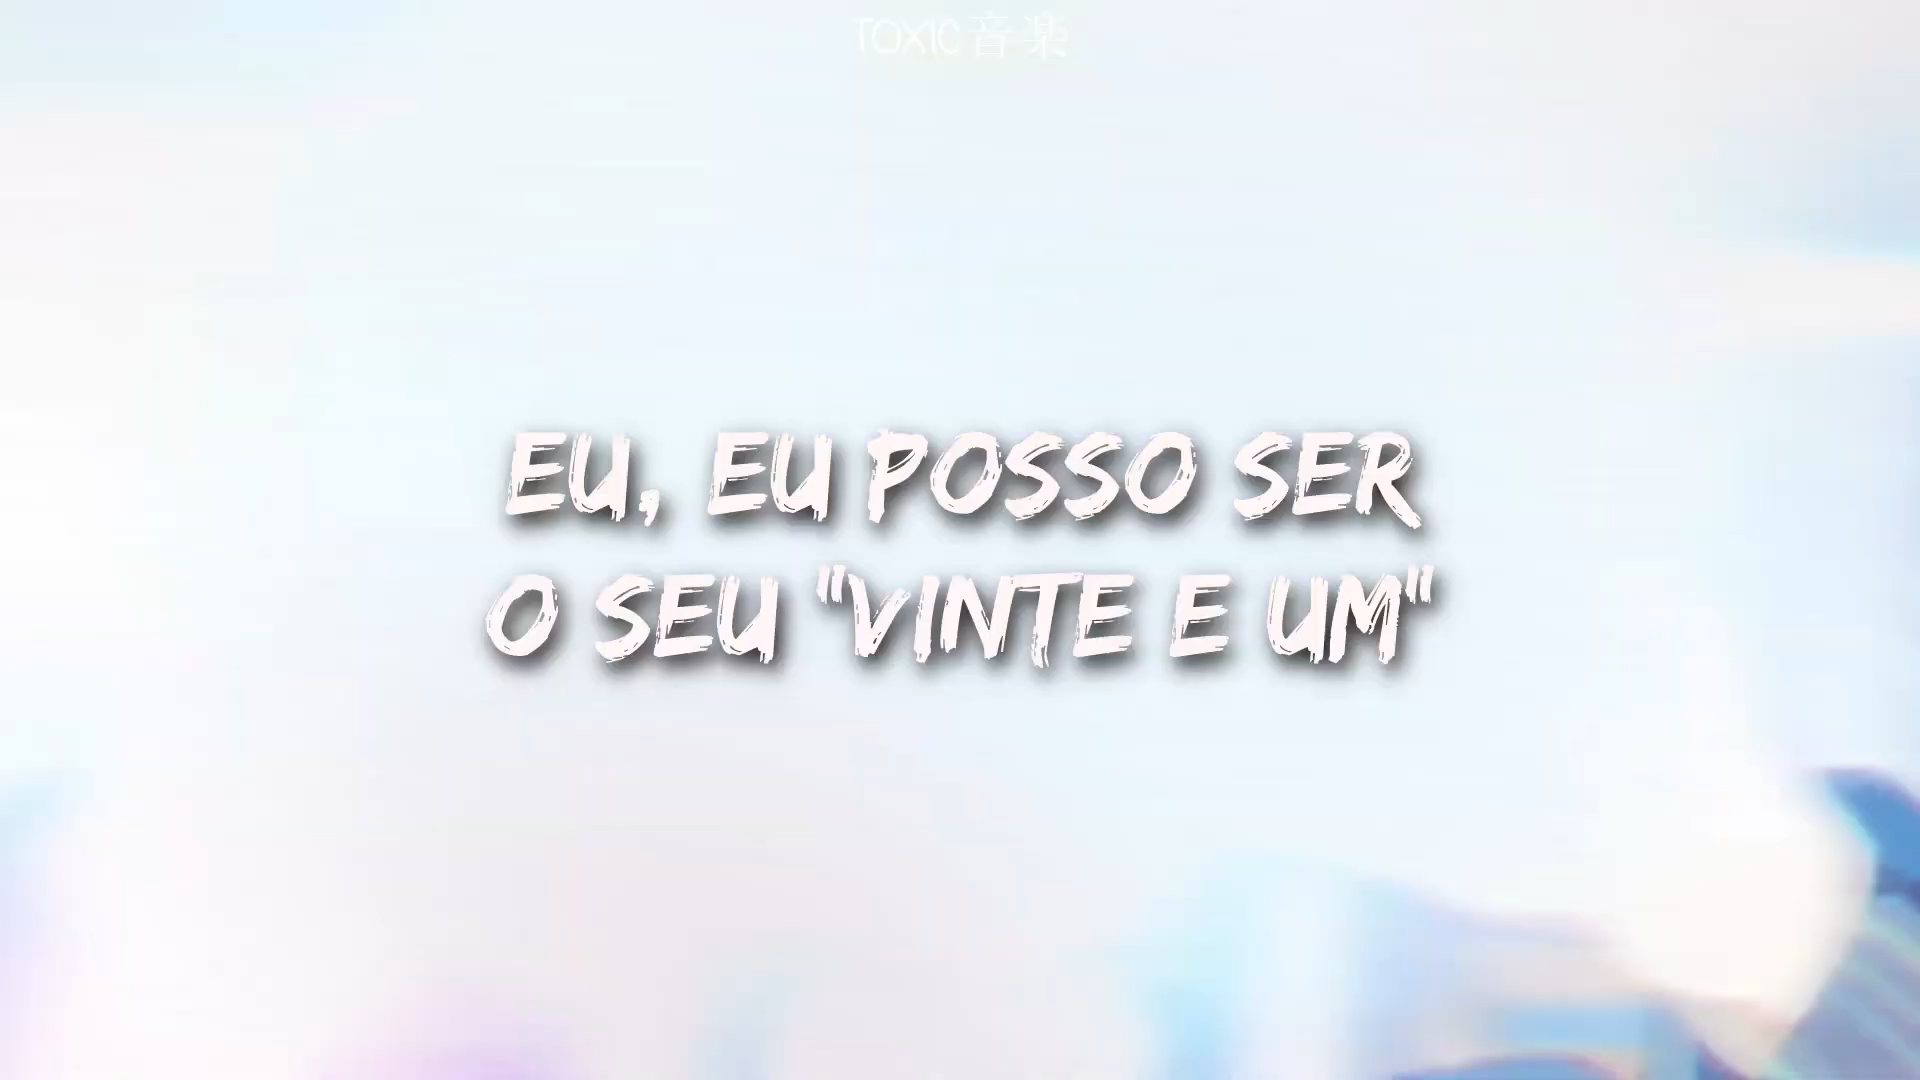 TOXIC 音楽
EU, EU POSSO SER
O SEU "VINTE E UM"